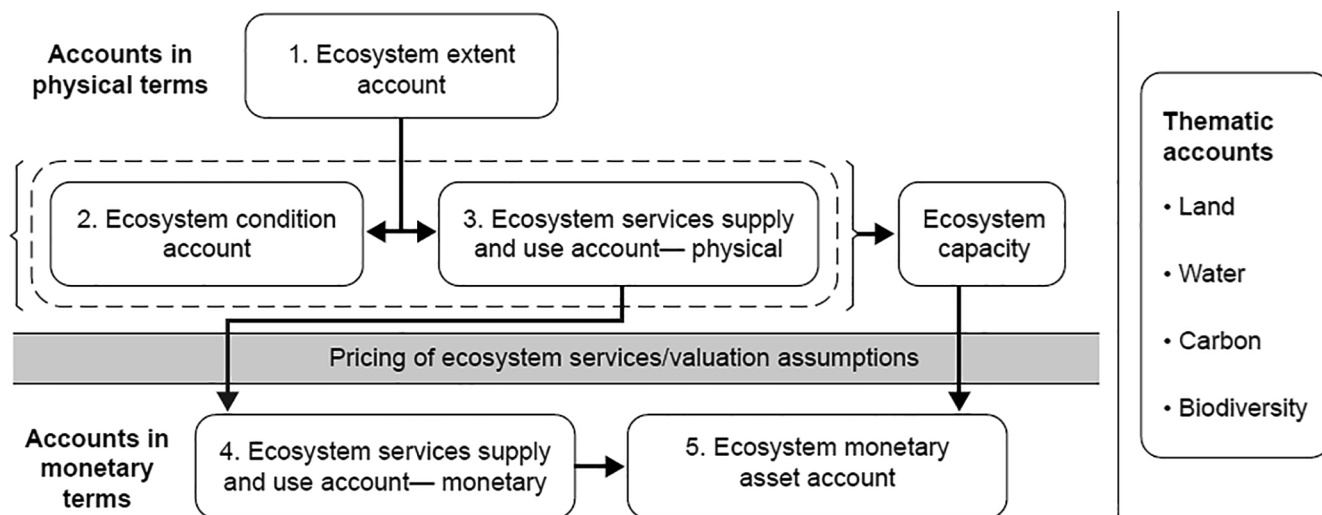 Accounts in
physical terms
1. Ecosystem extent
account
2. Ecosystem condition
account
3. Ecosystem services supply
and use account— physical
Ecosystem
capacity
Pricing of ecosystem services/valuation assumptions
Accounts in
monetary
terms
4. Ecosystem services supply
and use account— monetary
5. Ecosystem monetary
asset account
Thematic
accounts
• Land
• Water
• Carbon
• Biodiversity